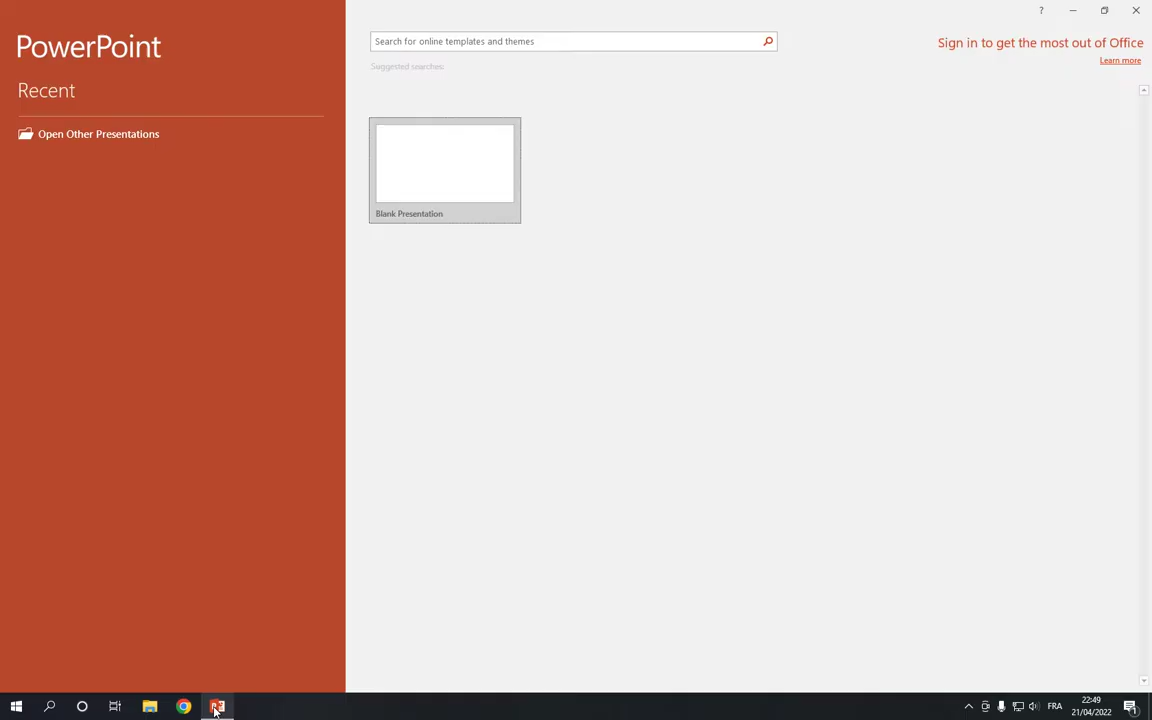 PowerPoint
Recent
Open Other Presentations
?
Search for online templates and themes
Suggested searches:
Sign in to get the most out of Office
Learn more
Blank Presentation
FRA
22:49
21/04/2022
1